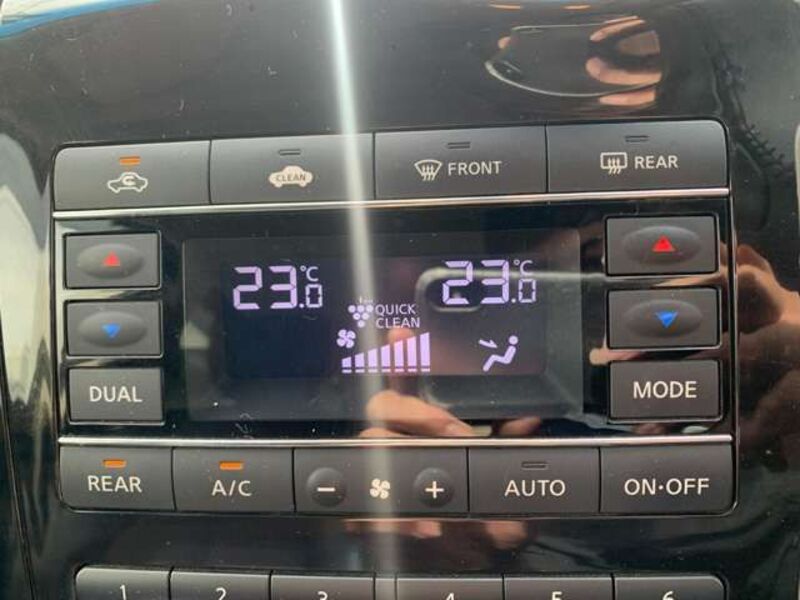 CLEAN
FRONT
REAR
23.0°C
23.0°C
QUICK
CLEAN
DUAL
MODE
REAR
A/C
− +
AUTO
ON·OFF
1 2 3 4 5 6